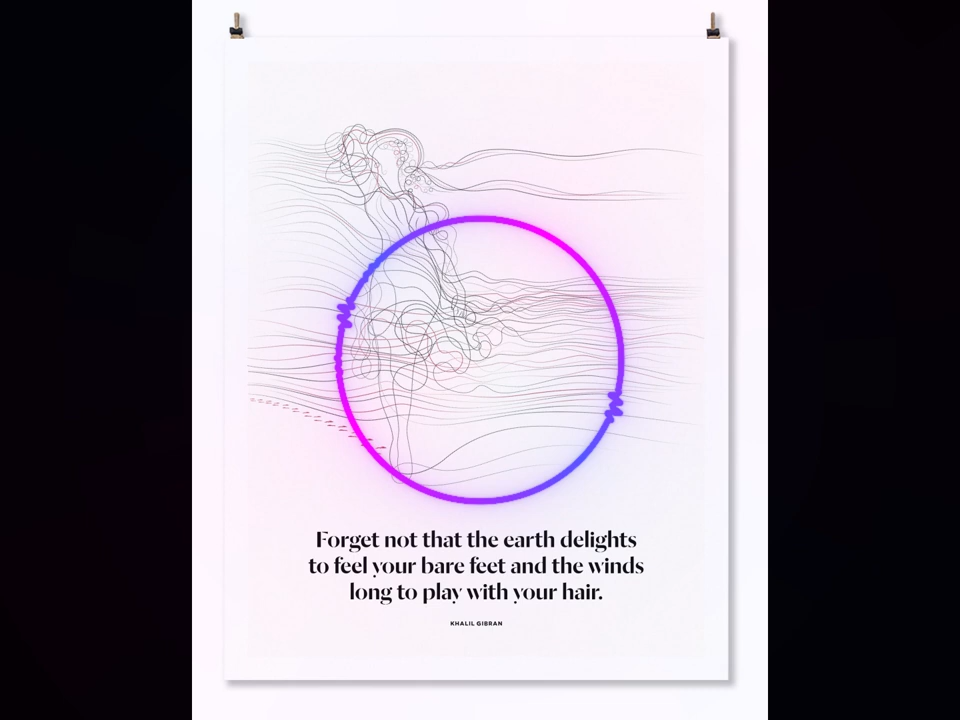 Forget not that the earth delights
to feel your bare feet and the winds
long to play with your hair.
KHALIL GIBRAN